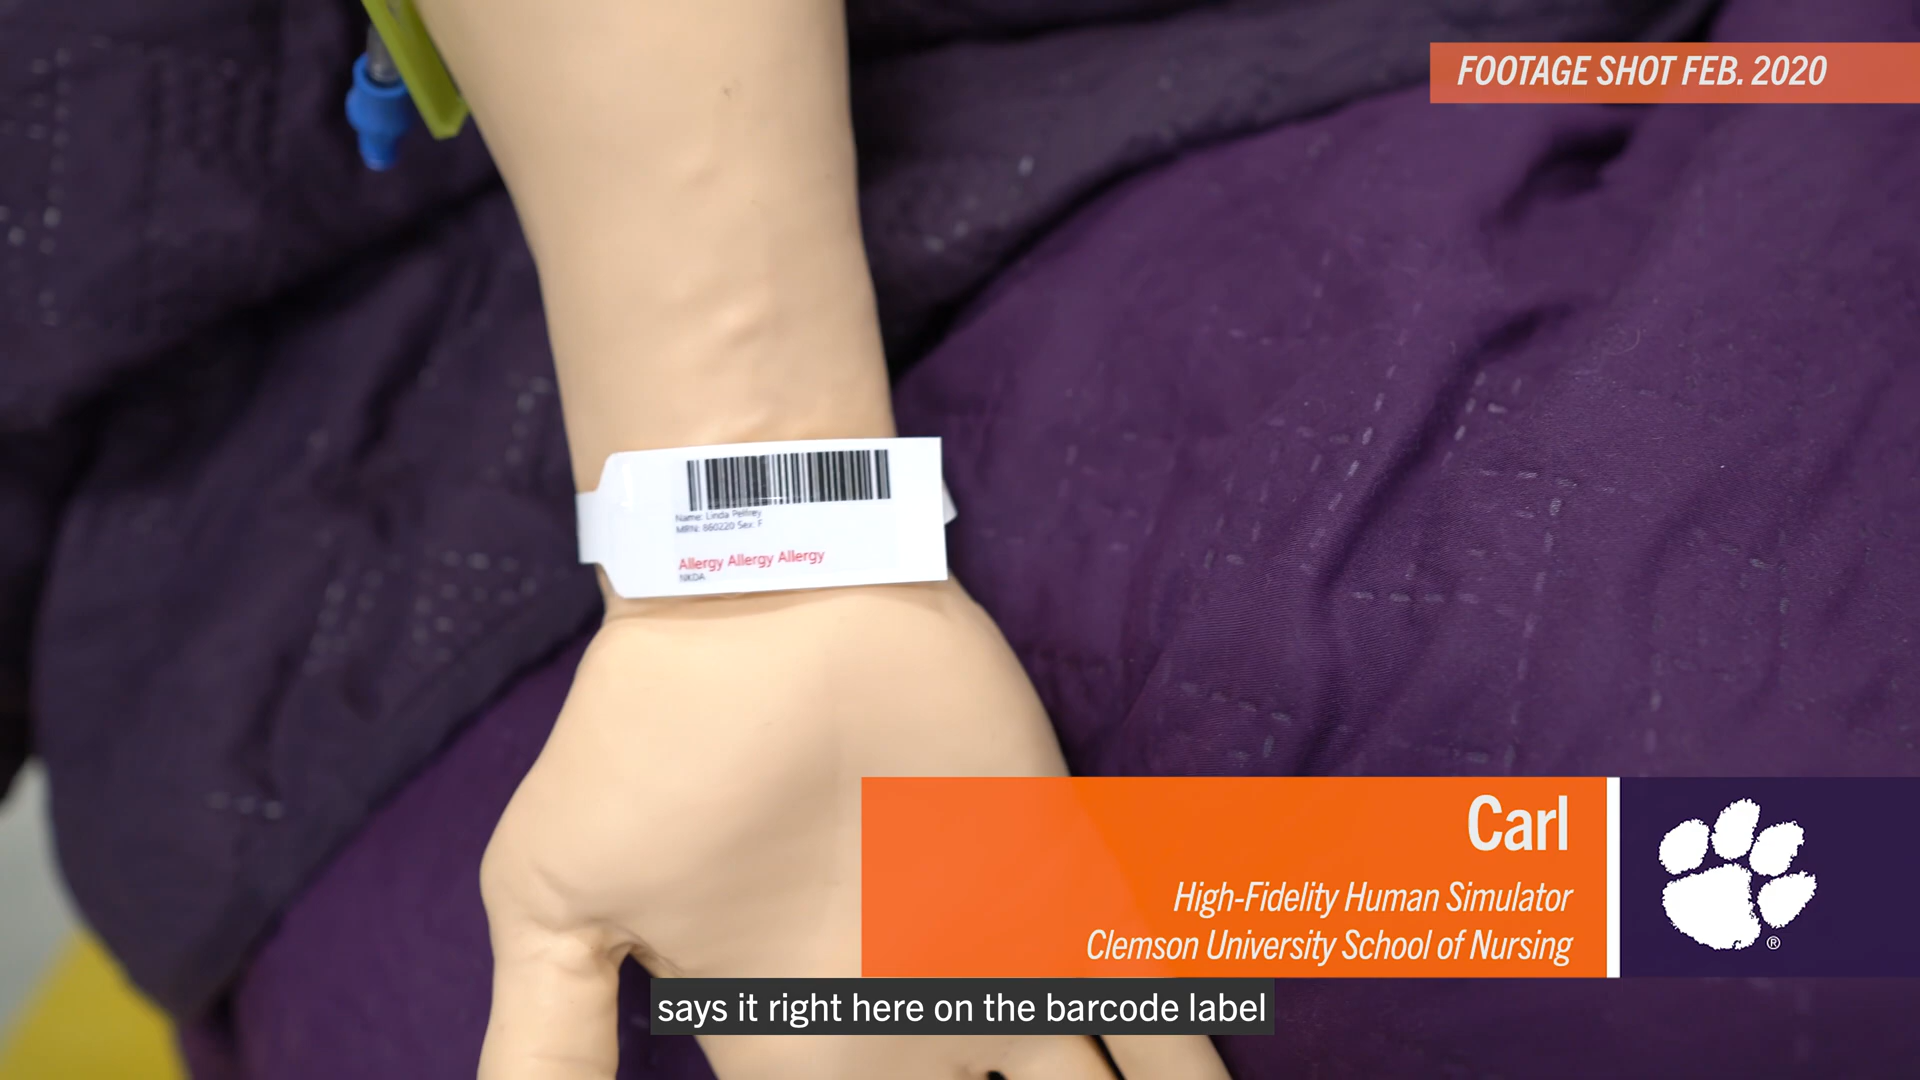 FOOTAGE SHOT FEB. 2020
Name: Linda Pelfrey
MRN: 860220 Sex: F
Allergy Allergy Allergy
NKDA
Carl
High-Fidelity Human Simulator
Clemson University School of Nursing
®
says it right here on the barcode label